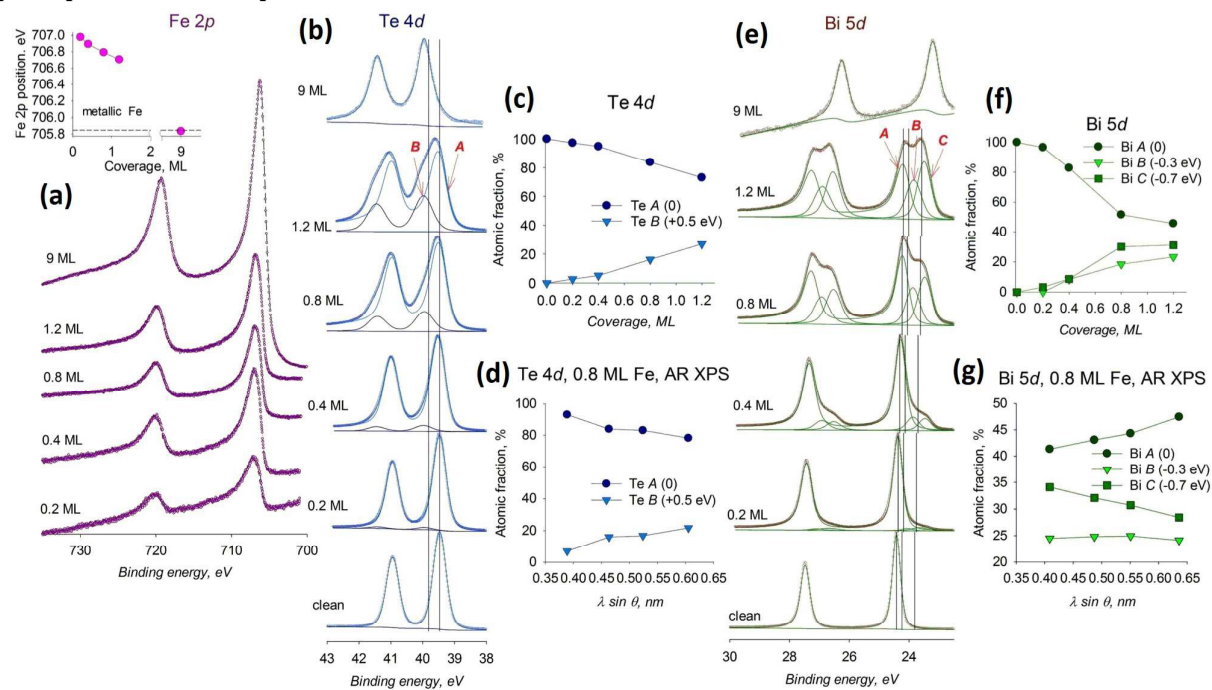 Fe 2p
707.0
706.8
706.6
706.4
706.2
706.0
705.8
Fe 2p position. eV
metallic Fe
0
1
2
9
Coverage, ML
(a)
9 ML
1.2 ML
0.8 ML
0.4 ML
0.2 ML
730
720
710
700
Binding energy, eV
(b)
Te 4d
9 ML
B
A
1.2 ML
0.8 ML
0.4 ML
0.2 ML
clean
43
42
41
40
39
38
Binding energy, eV
(c)
Te 4d
100
80
60
40
20
0
Atomic fraction, %
Te A (0)
Te B (+0.5 eV)
0.0
0.2
0.4
0.6
0.8
1.0
1.2
Coverage, ML
(d)
Te 4d, 0.8 ML Fe, AR XPS
100
80
60
40
20
0
Atomic fraction, %
Te A (0)
Te B (+0.5 eV)
0.35
0.40
0.45
0.50
0.55
0.60
0.65
λ sin θ, nm
(e)
Bi 5d
9 ML
A
B
C
1.2 ML
0.8 ML
0.4 ML
0.2 ML
clean
30
28
26
24
Binding energy, eV
(f)
Bi 5d
100
80
60
40
20
0
Atomic fraction, %
Bi A (0)
Bi B (-0.3 eV)
Bi C (-0.7 eV)
0.0
0.2
0.4
0.6
0.8
1.0
1.2
Coverage, ML
(g)
Bi 5d, 0.8 ML Fe, AR XPS
50
45
40
35
30
25
20
Atomic fraction, %
Bi A (0)
Bi B (-0.3 eV)
Bi C (-0.7 eV)
0.35
0.40
0.45
0.50
0.55
0.60
0.65
λ sin θ, nm